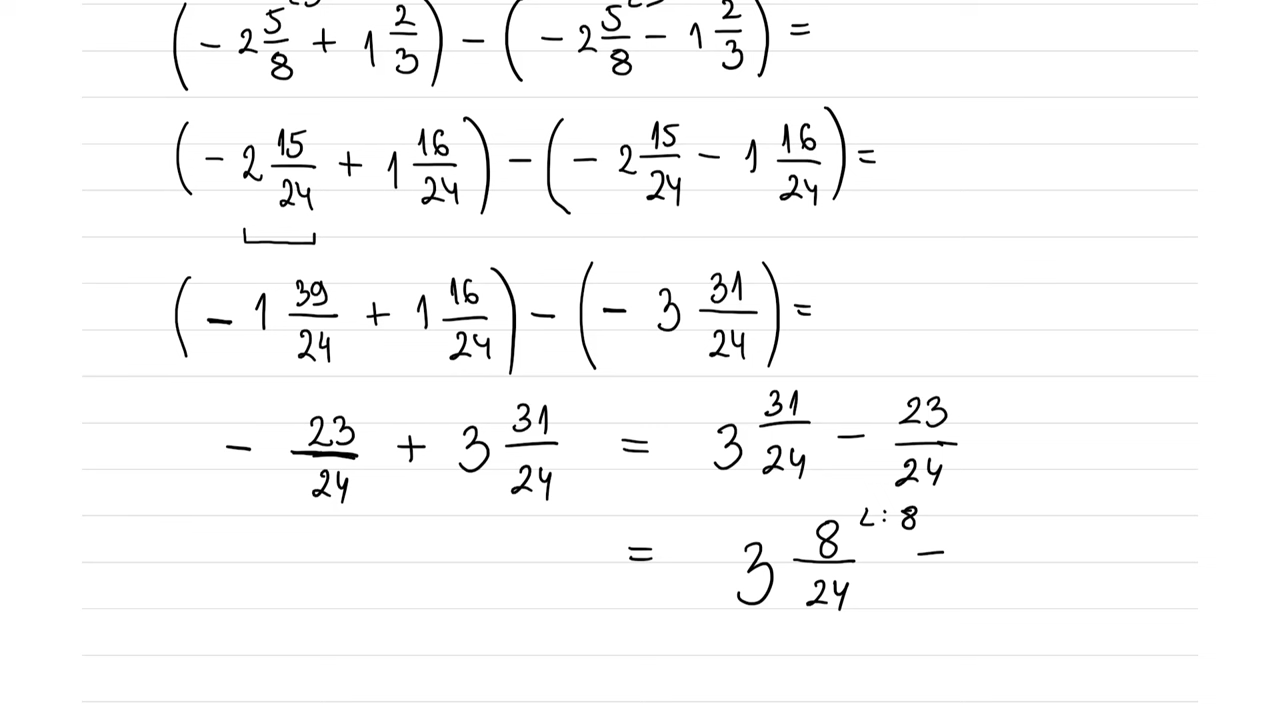 (- 2 5/8 + 1 2/3) - (- 2 5/8 - 1 2/3) =
(- 2 15/24 + 1 16/24) - (- 2 15/24 - 1 16/24) =
(- 1 39/24 + 1 16/24) - (- 3 31/24) =
- 23/24 + 3 31/24 = 3 31/24 - 23/24
= 3 8/24 ∠: 8 -